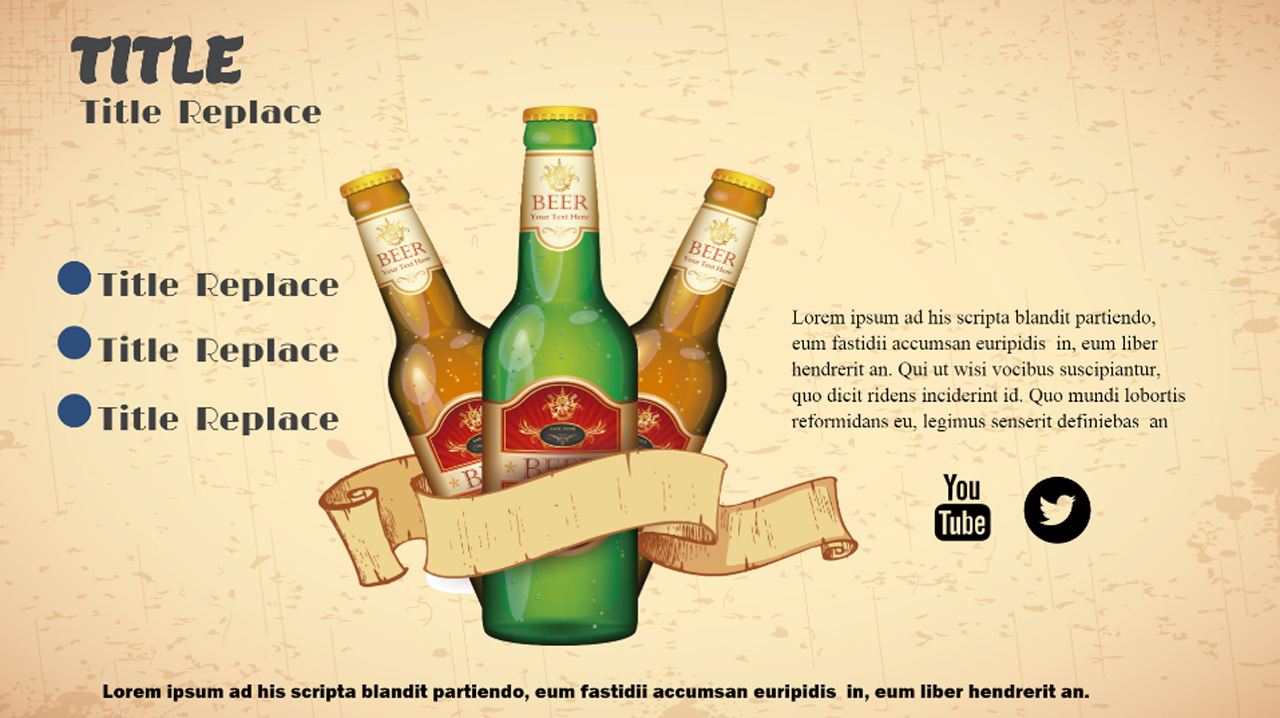 TITLE
Title Replace
BEER
Your Text Here
BEER
Your Text Here
BEER
Your Text Here
Title Replace
Title Replace
Title Replace
Lorem ipsum ad his scripta blandit partiendo,
eum fastidii accumsan euripidis in, eum liber
hendrerit an. Qui ut wisi vocibus suscipiantur,
quo dicit ridens inciderint id. Quo mundi lobortis
reformidans eu, legimus senserit definiebas an
You
Tube
Lorem ipsum ad his scripta blandit partiendo, eum fastidii accumsan euripidis in, eum liber hendrerit an.